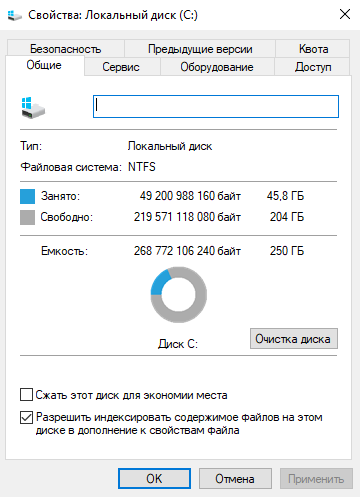 Свойства: Локальный диск (C:)
Безопасность Предыдущие версии Квота
Общие Сервис Оборудование Доступ
Тип: Локальный диск
Файловая система: NTFS
Занято: 49 200 988 160 байт 45,8 ГБ
Свободно: 219 571 118 080 байт 204 ГБ
Емкость: 268 772 106 240 байт 250 ГБ
Диск C: Очистка диска
Сжать этот диск для экономии места
Разрешить индексировать содержимое файлов на этом
диске в дополнение к свойствам файла
OK Отмена Применить